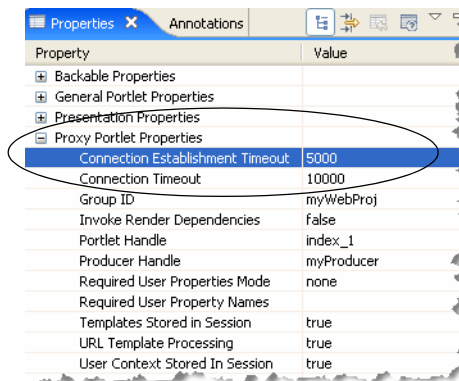 Properties Annotations
Property Value
Backable Properties
General Portlet Properties
Presentation Properties
Proxy Portlet Properties
Connection Establishment Timeout 5000
Connection Timeout 10000
Group ID myWebProj
Invoke Render Dependencies false
Portlet Handle index_1
Producer Handle myProducer
Required User Properties Mode none
Required User Property Names
Templates Stored in Session true
URL Template Processing true
User Context Stored In Session true